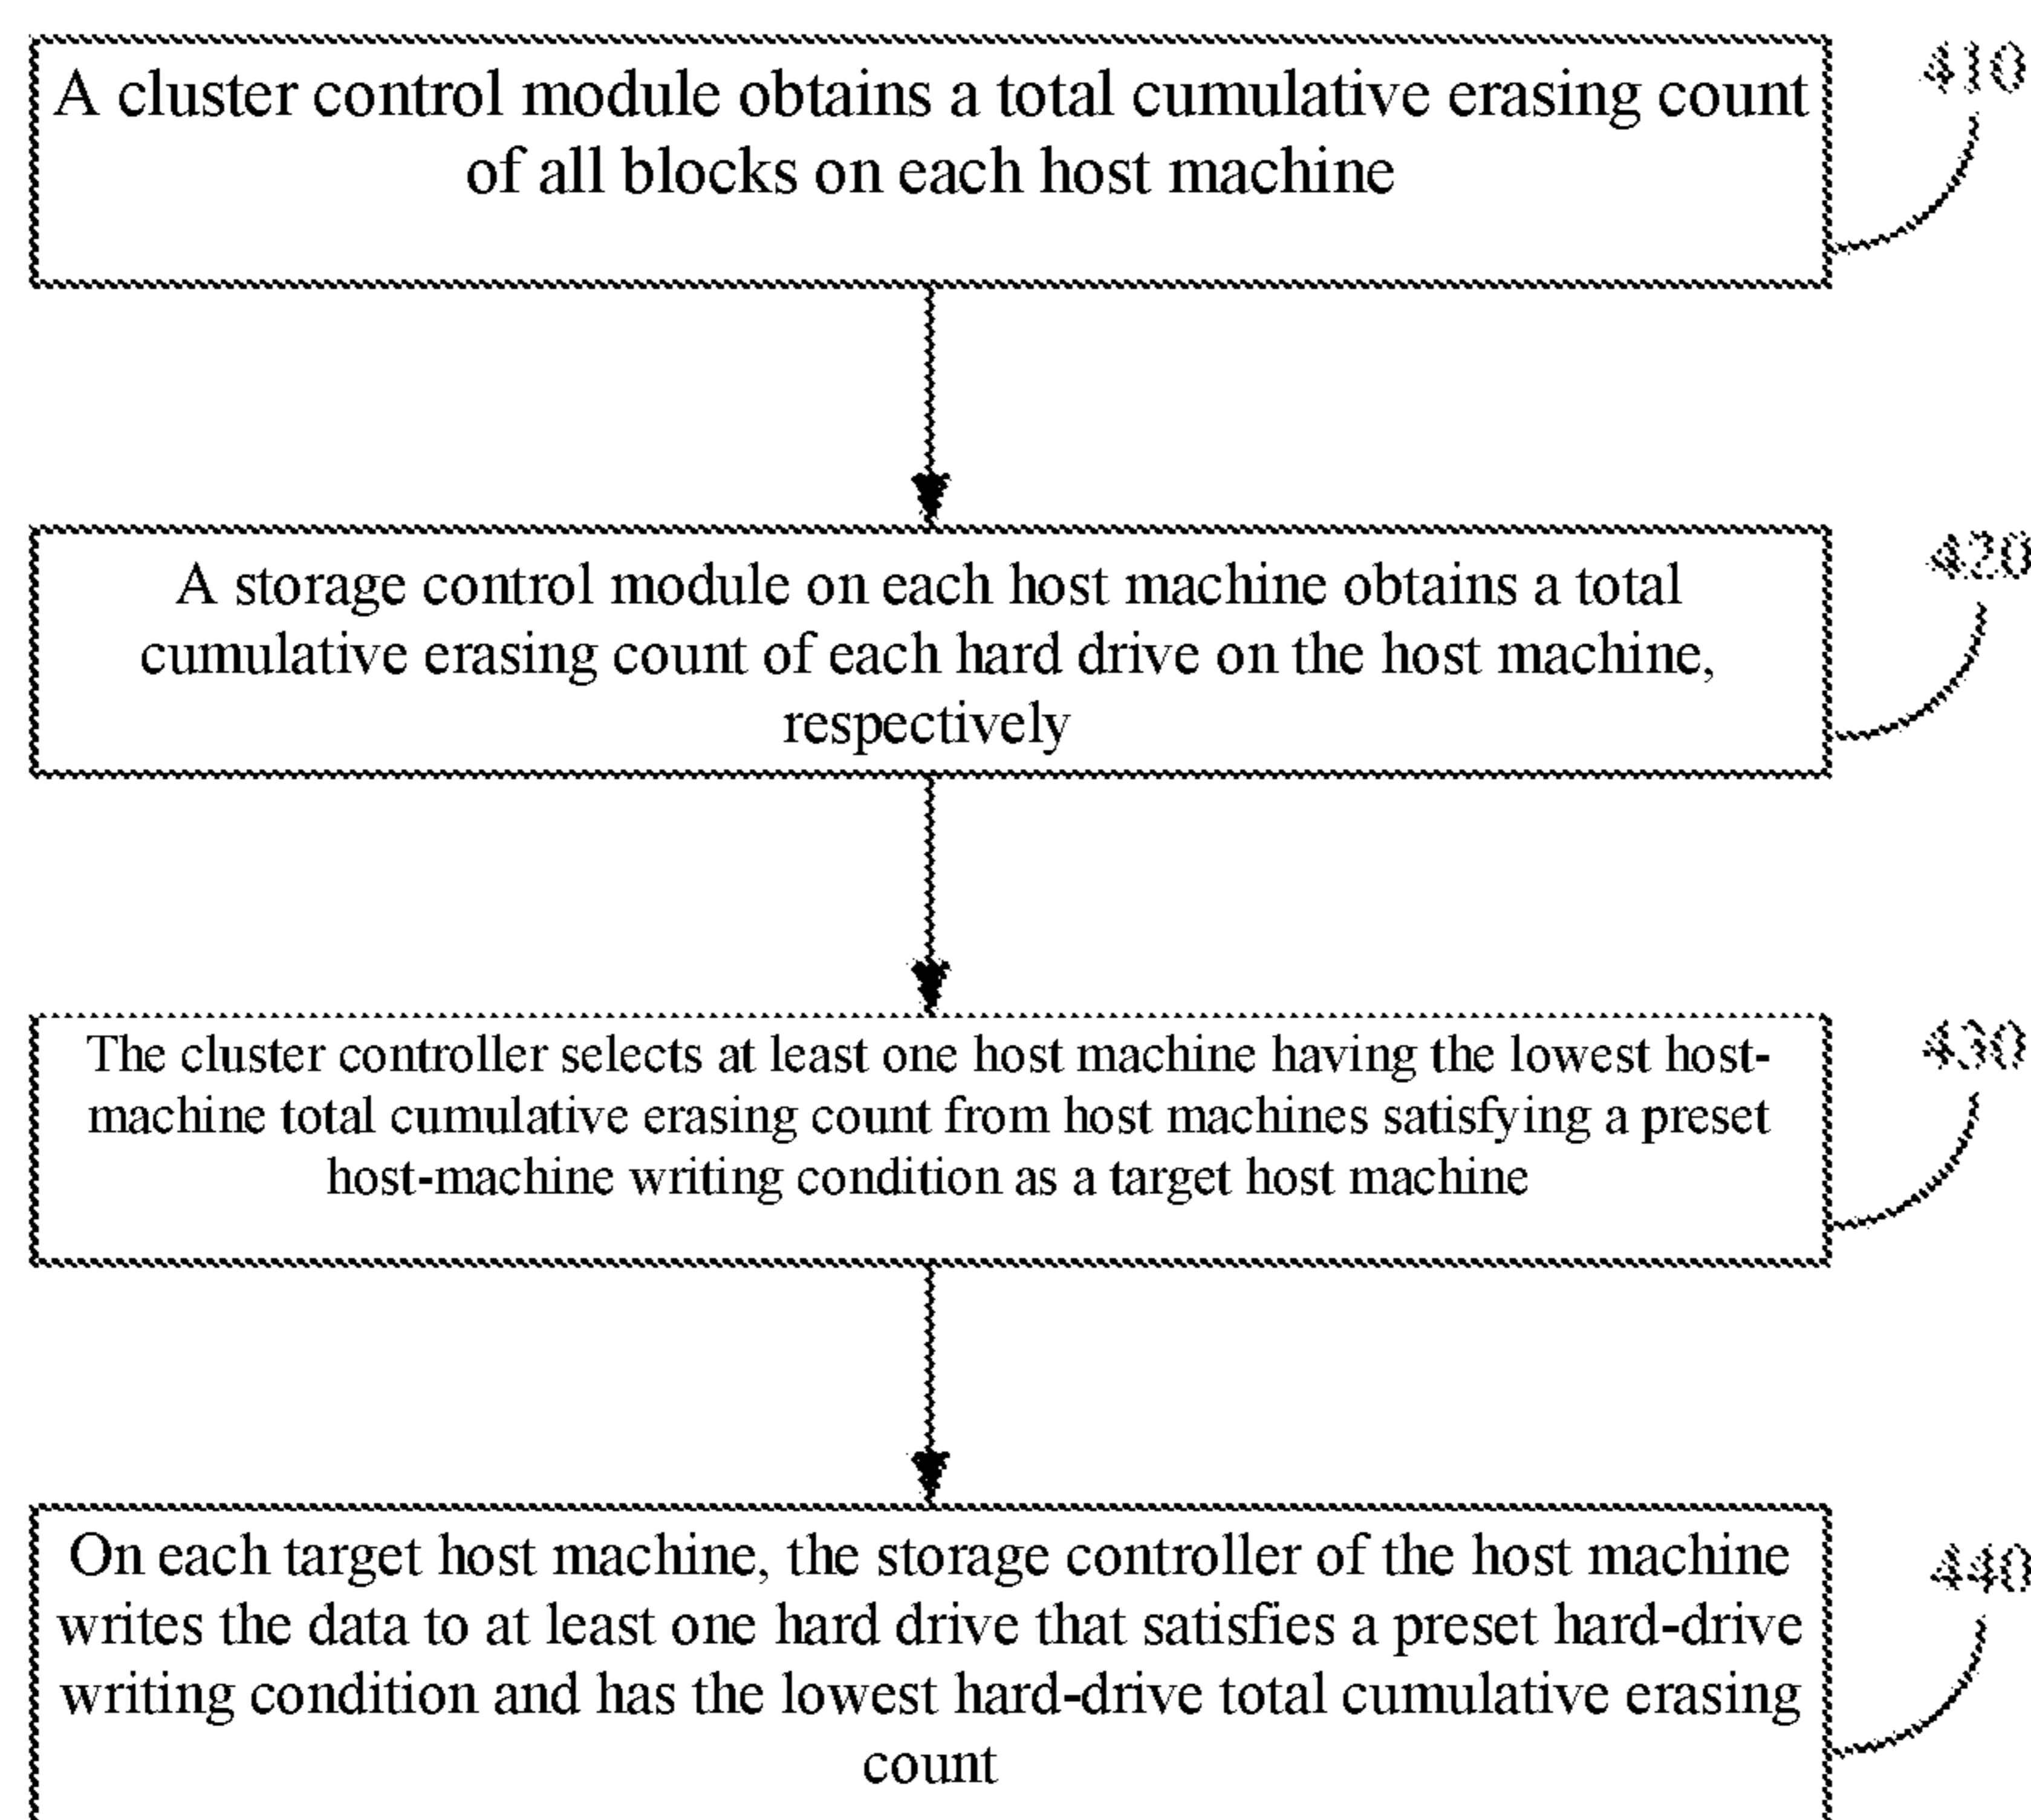 A cluster control module obtains a total cumulative erasing count
of all blocks on each host machine
410
A storage control module on each host machine obtains a total
cumulative erasing count of each hard drive on the host machine,
respectively
420
The cluster controller selects at least one host machine having the lowest host-
machine total cumulative erasing count from host machines satisfying a preset
host-machine writing condition as a target host machine
430
On each target host machine, the storage controller of the host machine
writes the data to at least one hard drive that satisfies a preset hard-drive
writing condition and has the lowest hard-drive total cumulative erasing
count
440